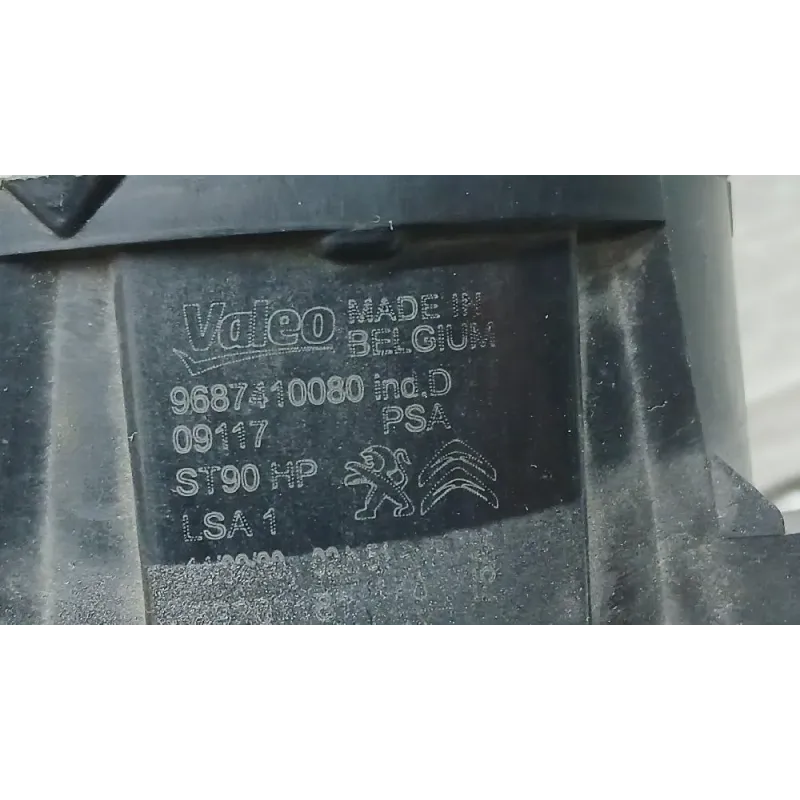 Valeo MADE IN
BELGIUM
9687410080 ind.D
09117 PSA
ST90 HP
LSA 1